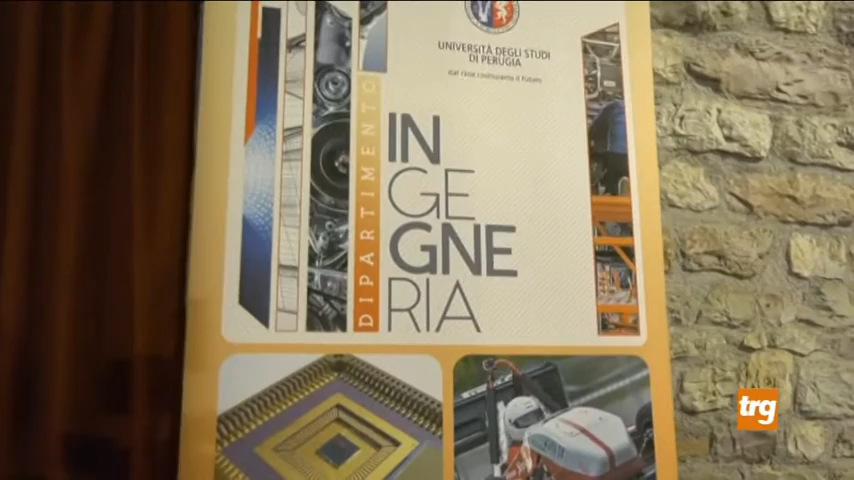 UNIVERSITÀ DEGLI STUDI
DI PERUGIA
DIPARTIMENTO
IN
GE
GNE
RIA
trg